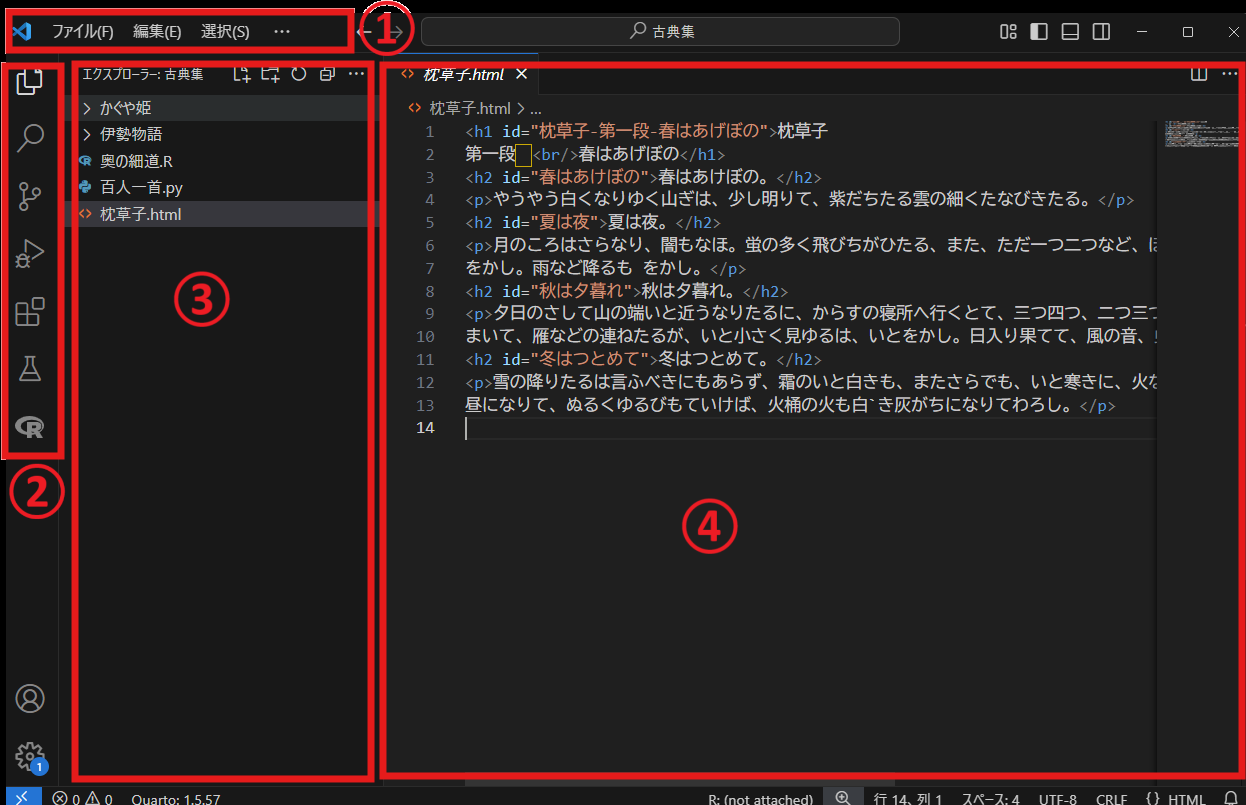 ファイル(F) 編集(E) 選択(S) … ① 古典集
エクスプローラー: 古典集
かぐや姫
伊勢物語
奥の細道.R
百人一首.py
枕草子.html
②
③
枕草子.html
枕草子.html > ...
1 <h1 id="枕草子-第一段-春はあげぼの">枕草子
2 第一段　<br/>春はあげぼの</h1>
3 <h2 id="春はあけぼの">春はあけぼの。</h2>
4 <p>やうやう白くなりゆく山ぎは、少し明りて、紫だちたる雲の細くたなびきたる。</p>
5 <h2 id="夏は夜">夏は夜。</h2>
6 <p>月のころはさらなり、闇もなほ。蛍の多く飛びちがひたる、また、ただ一つ二つなど、ほ
7 をかし。雨など降るも をかし。</p>
8 <h2 id="秋は夕暮れ">秋は夕暮れ。</h2>
9 <p>夕日のさして山の端いと近うなりたるに、からすの寝所へ行くとて、三つ四つ、二つ三つ
10 まいて、雁などの連ねたるが、いと小さく見ゆるは、いとをかし。日入り果てて、風の音、
11 <h2 id="冬はつとめて">冬はつとめて。</h2>
12 <p>雪の降りたるは言ふべきにもあらず、霜のいと白きも、またさらでも、いと寒きに、火な
13 昼になりて、ぬるくゆるびもていけば、火桶の火も白`き灰がちになりてわろし。</p>
14
④
1
0 0 Quarto: 1.5.57 R: (not attached) 行 14、列 1 スペース: 4 UTF-8 CRLF {} HTML